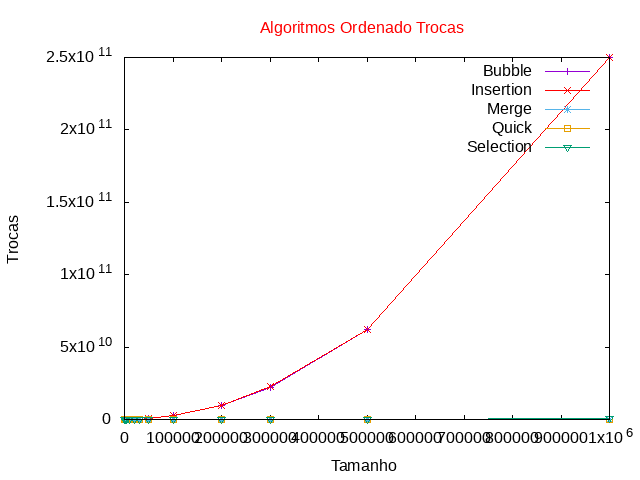 Algoritmos Ordenado Trocas
2.5x10 11
2x10 11
1.5x10 11
1x10 11
5x10 10
0
Trocas
Bubble
Insertion
Merge
Quick
Selection
0 100000 200000 300000 400000 500000 600000 700000 800000 900000 1x10 6
Tamanho